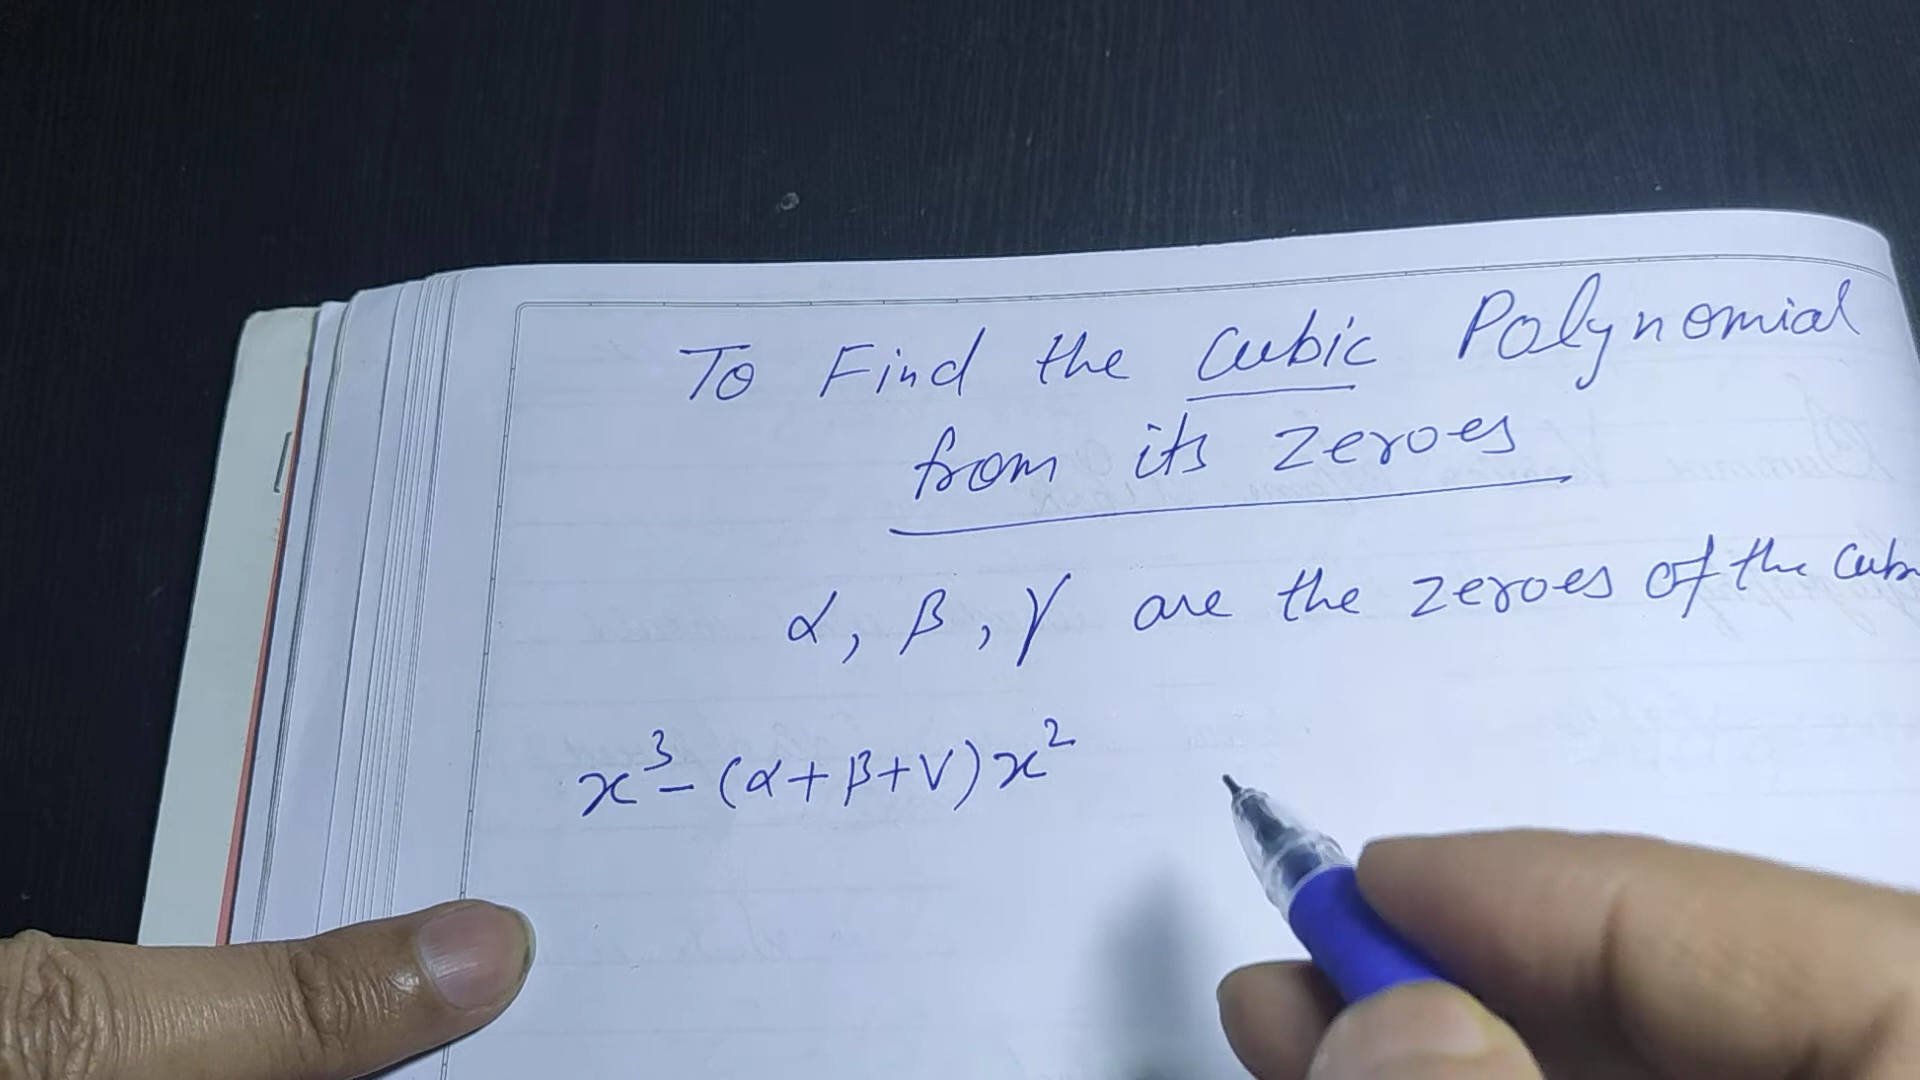 To Find the Cubic Polynomial
from its zeroes
α, β, γ are the zeroes of the
x³ - (α + β + γ) x²